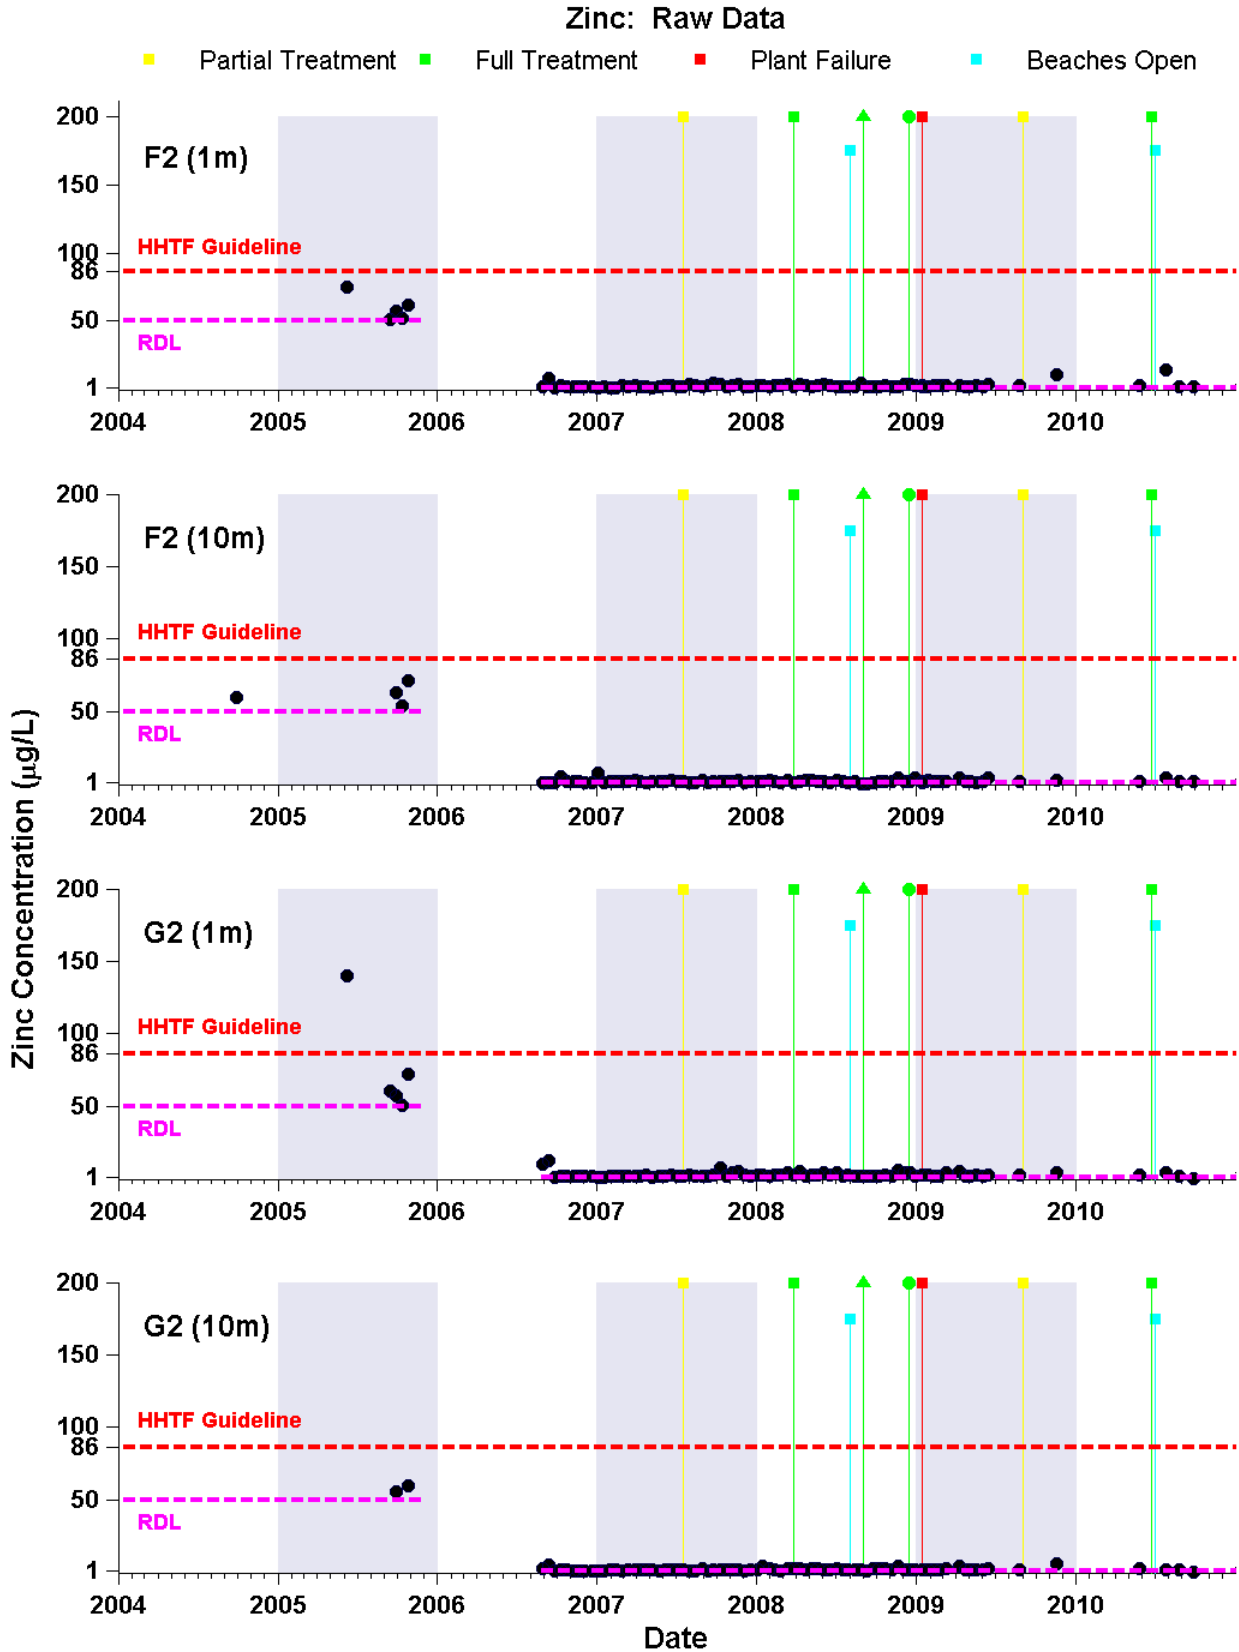 Zinc: Raw Data
Partial Treatment Full Treatment Plant Failure Beaches Open
200
F2 (1m)
150
HHTF Guideline
100
86
50
RDL
1
2004 2005 2006 2007 2008 2009 2010
200
F2 (10m)
150
HHTF Guideline
100
86
50
RDL
1
2004 2005 2006 2007 2008 2009 2010
200
G2 (1m)
150
HHTF Guideline
100
86
50
RDL
1
2004 2005 2006 2007 2008 2009 2010
200
G2 (10m)
150
HHTF Guideline
100
86
50
RDL
1
2004 2005 2006 2007 2008 2009 2010
Zinc Concentration (µg/L)
Date